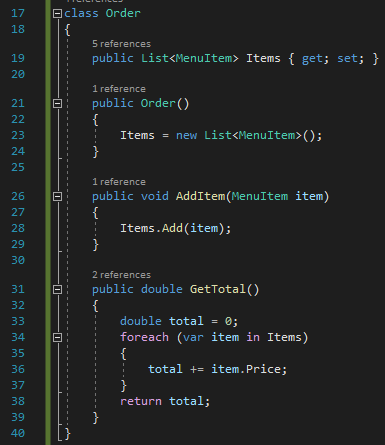 17 class Order
18 {
5 references
19 public List<MenuItem> Items { get; set; }
20
1 reference
21 public Order()
22 {
23 Items = new List<MenuItem>();
24 }
25
1 reference
26 public void AddItem(MenuItem item)
27 {
28 Items.Add(item);
29 }
30
2 references
31 public double GetTotal()
32 {
33 double total = 0;
34 foreach (var item in Items)
35 {
36 total += item.Price;
37 }
38 return total;
39 }
40 }